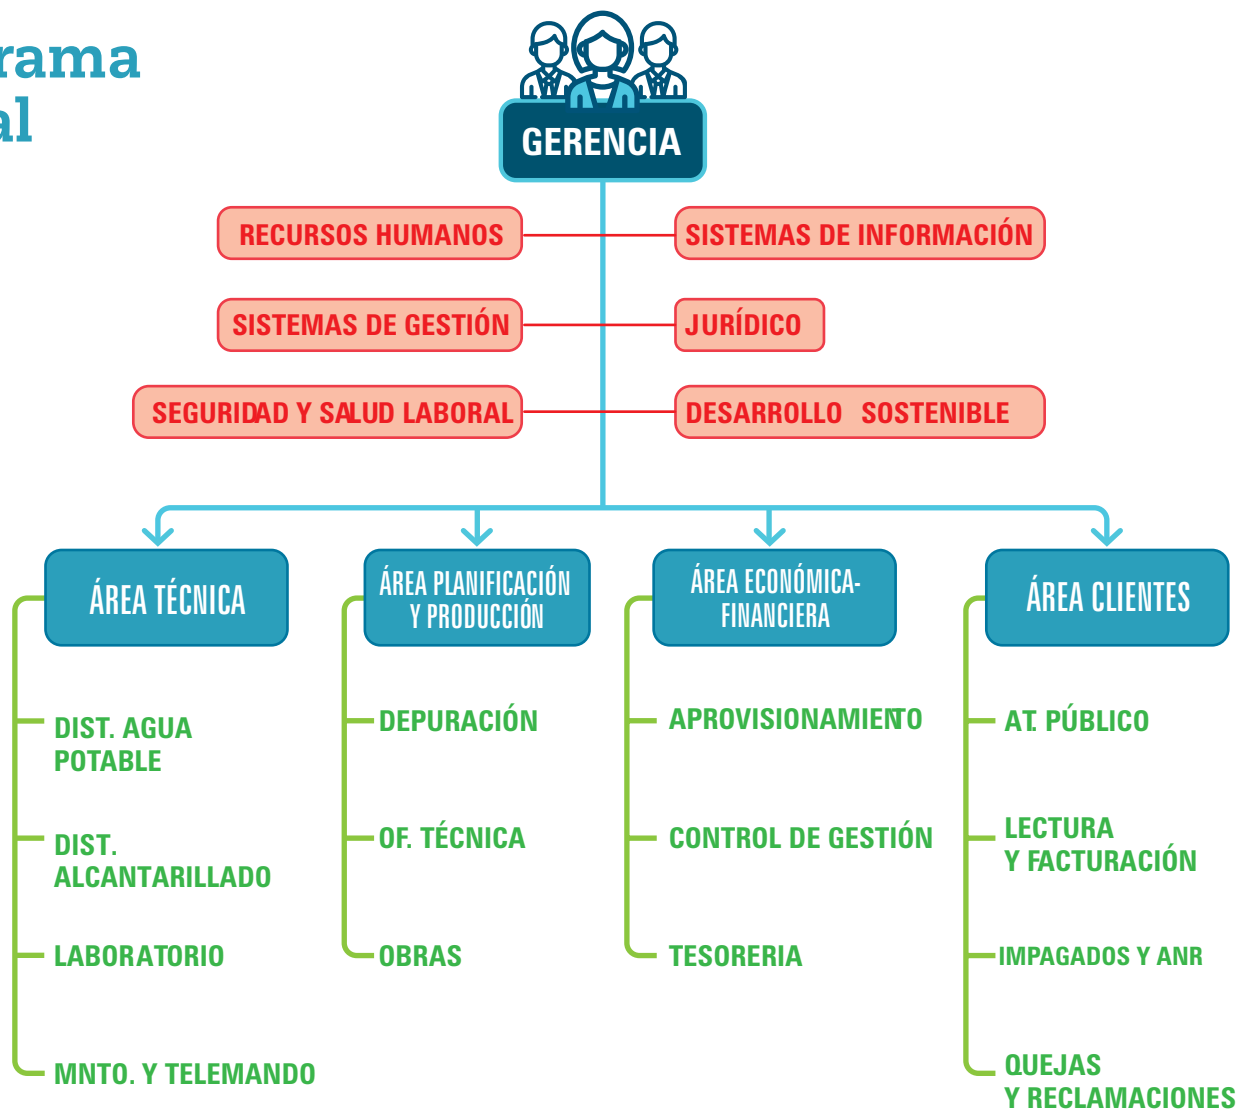 rama
al
GERENCIA
RECURSOS HUMANOS
SISTEMAS DE INFORMACIÓN
SISTEMAS DE GESTIÓN
JURÍDICO
SEGURIDAD Y SALUD LABORAL
DESARROLLO SOSTENIBLE
ÁREA TÉCNICA
DIST. AGUA
POTABLE
DIST.
ALCANTARILLADO
LABORATORIO
MNTO. Y TELEMANDO
ÁREA PLANIFICACIÓN
Y PRODUCCIÓN
DEPURACIÓN
OF. TÉCNICA
OBRAS
ÁREA ECONÓMICA-
FINANCIERA
APROVISIONAMIENTO
CONTROL DE GESTIÓN
TESORERIA
ÁREA CLIENTES
AT. PÚBLICO
LECTURA
Y FACTURACIÓN
IMPAGADOS Y ANR
QUEJAS
Y RECLAMACIONES